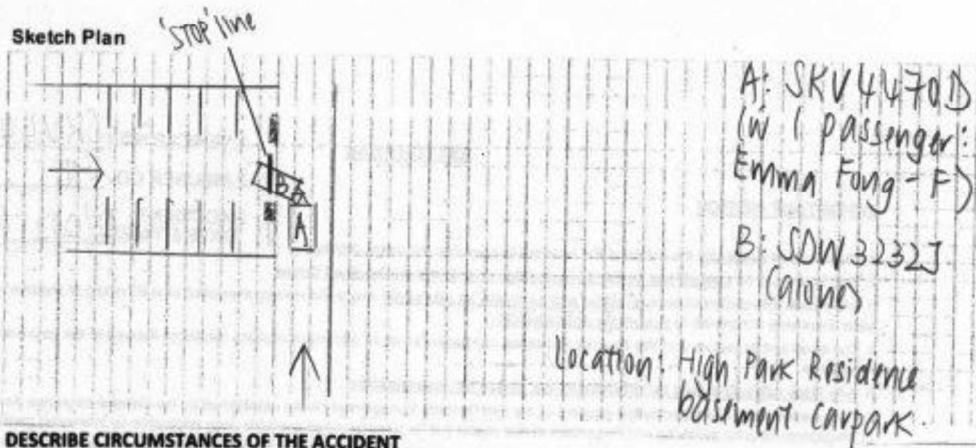 Sketch Plan
'STOP' line
A: SKV4470D
(w 1 passenger:
Emma Fong - F)
B: SDW3232J
(alone)
B
A
Location: High Park Residence
basement carpark.
DESCRIBE CIRCUMSTANCES OF THE ACCIDENT